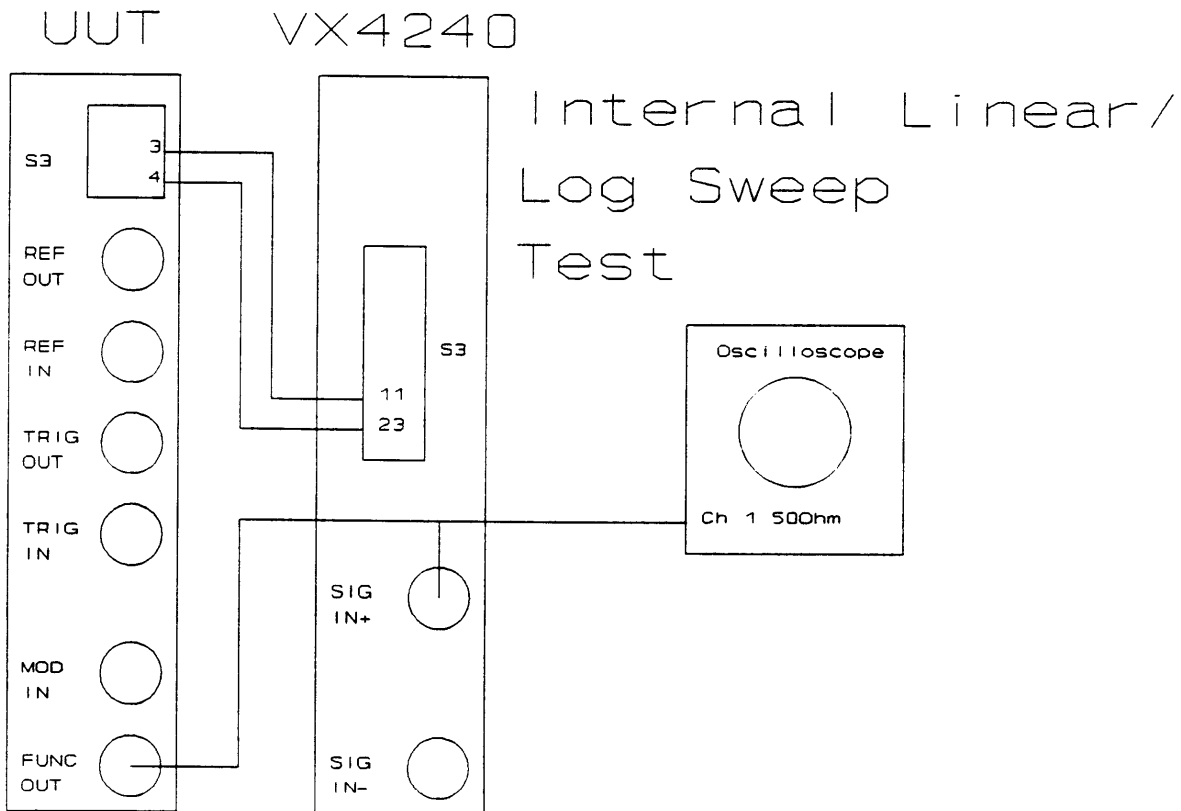 UUT
VX4240
Internal Linear/
Log Sweep
Test
S3
3
4
REF
OUT
REF
IN
TRIG
OUT
TRIG
IN
MOD
IN
FUNC
OUT
S3
11
23
SIG
IN+
SIG
IN-
Oscilloscope
Ch 1 50Ohm